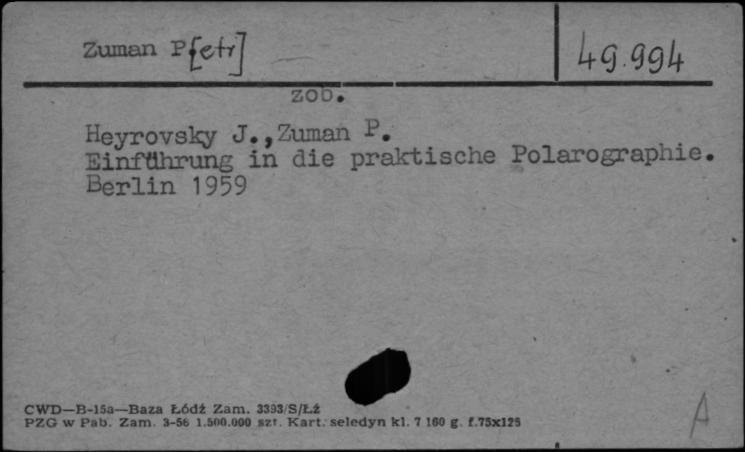 Zuman P[etr]
49.994
zob.
Heyrovsky J.,Zuman P.
Einführung in die praktische Polarographie.
Berlin 1959
CWD—B-15a—Baza Łódź Zam. 3393/S/Łź
PZG w Pab. Zam. 3-56 1.500.000 szt. Kart. seledyn kl. 7 160 g. f.75x125
A